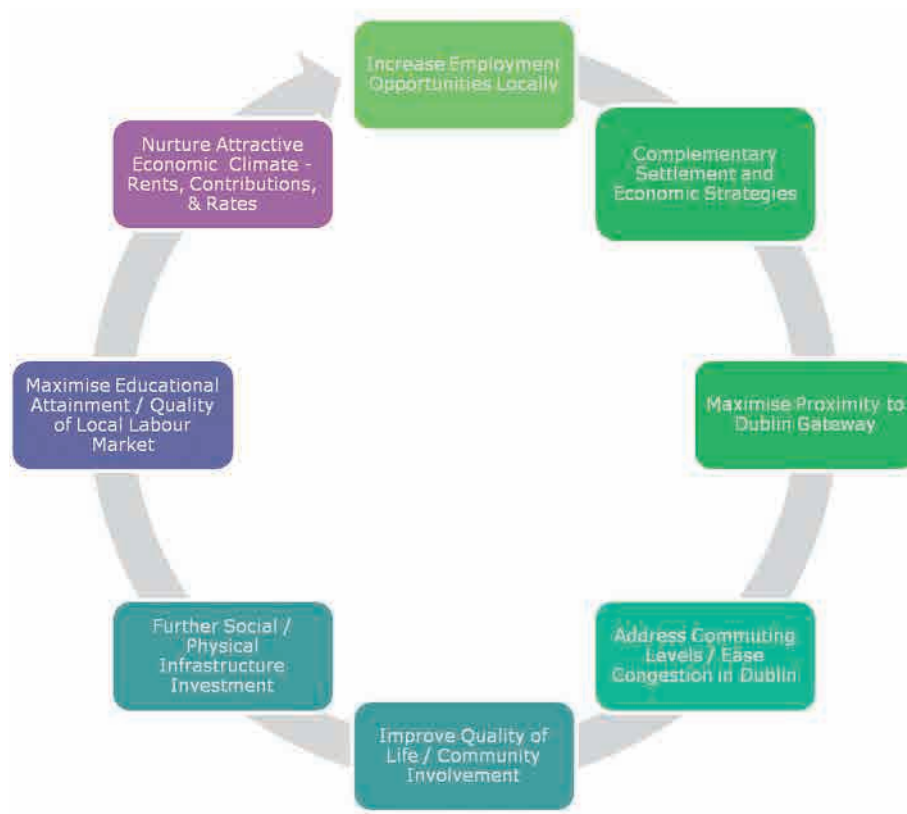 Increase Employment
Opportunities Locally
Complementary
Settlement and
Economic Strategies
Maximise Proximity to
Dublin Gateway
Address Commuting
Levels / Ease
Congestion in Dublin
Improve Quality of
Life / Community
Involvement
Further Social /
Physical
Infrastructure
Investment
Maximise Educational
Attainment / Quality
of Local Labour
Market
Nurture Attractive
Economic Climate -
Rents, Contributions,
& Rates